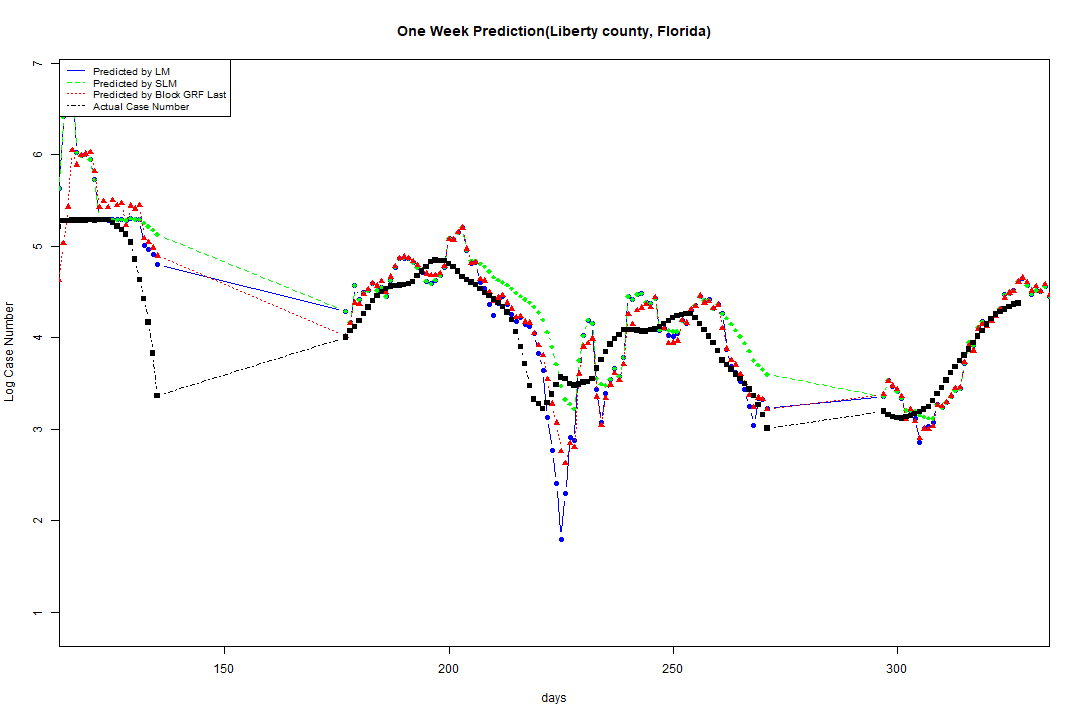 One Week Prediction(Liberty county, Florida)
Predicted by LM
Predicted by SLM
Predicted by Block GRF Last
Actual Case Number
7
6
5
4
3
2
1
Log Case Number
150
200
250
300
days